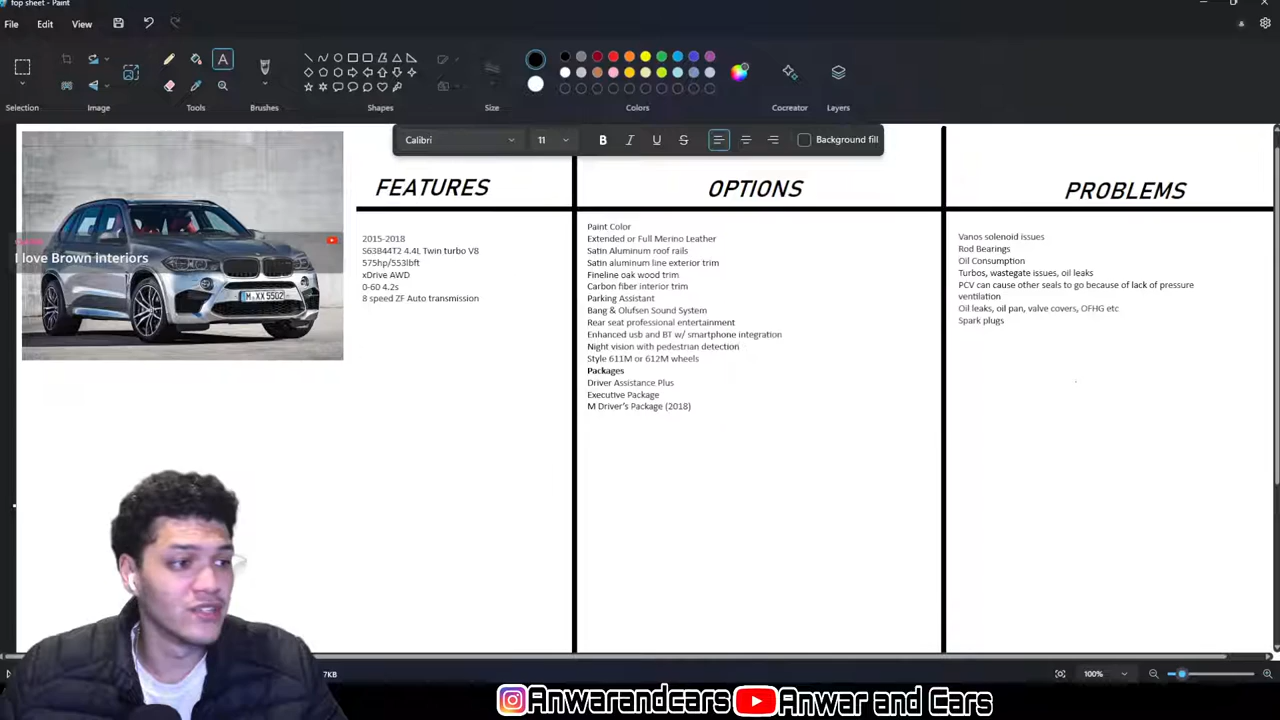 top sheet - Paint
File
Edit
View
A
Selection
Image
Tools
Brushes
Shapes
Size
Colors
Cocreator
Layers
Calibri
11
B
I
U
S
Background fill
FEATURES
OPTIONS
PROBLEMS
I love Brown interiors
M XX 5502
2015-2018
S63B44T2 4.4L Twin turbo V8
575hp/553lbft
xDrive AWD
0-60 4.2s
8 speed ZF Auto transmission
Paint Color
Extended or Full Merino Leather
Satin Aluminum roof rails
Satin aluminum line exterior trim
Fineline oak wood trim
Carbon fiber interior trim
Parking Assistant
Bang & Olufsen Sound System
Rear seat professional entertainment
Enhanced usb and BT w/ smartphone integration
Night vision with pedestrian detection
Style 611M or 612M wheels
Packages
Driver Assistance Plus
Executive Package
M Driver's Package (2018)
Vanos solenoid issues
Rod Bearings
Oil Consumption
Turbos, wastegate issues, oil leaks
PCV can cause other seals to go because of lack of pressure
ventilation
Oil leaks, oil pan, valve covers, OFHG etc
Spark plugs
7KB
100%
@Anwarandcars
Anwar and Cars